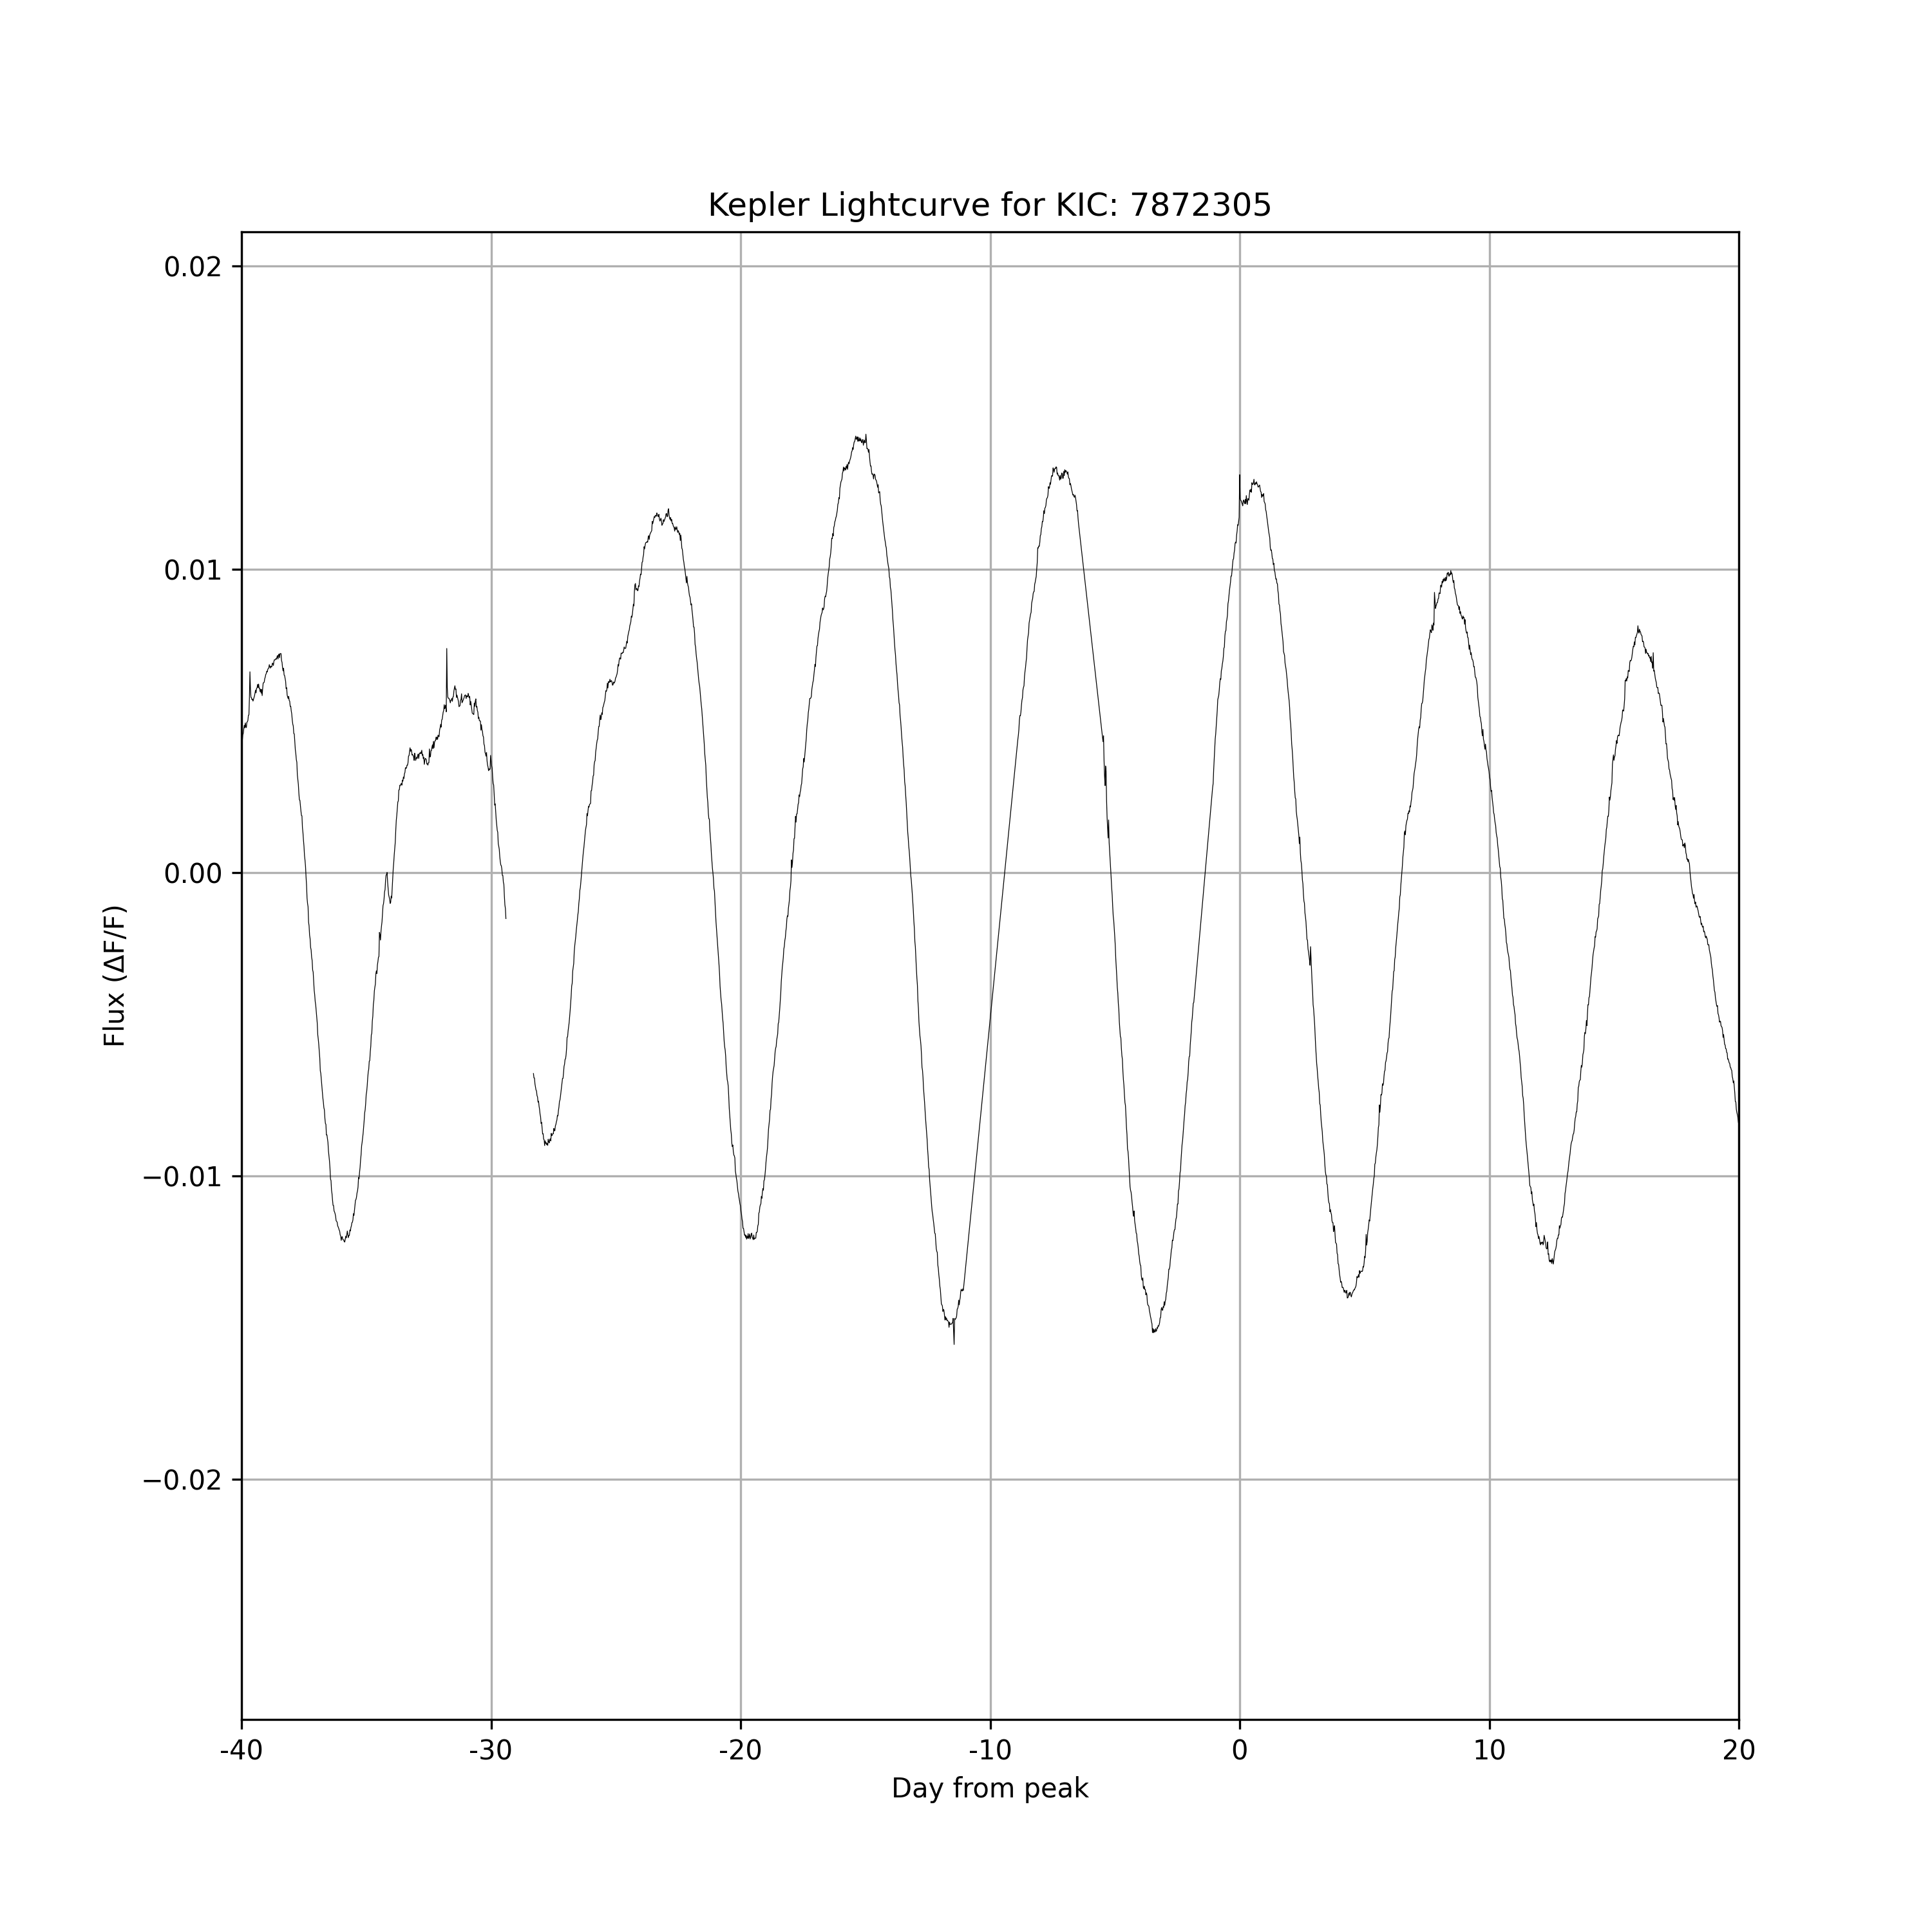 Kepler Lightcurve for KIC: 7872305
0.02
0.01
0.00
−0.01
−0.02
Flux (ΔF/F)
-40 -30 -20 -10 0 10 20
Day from peak